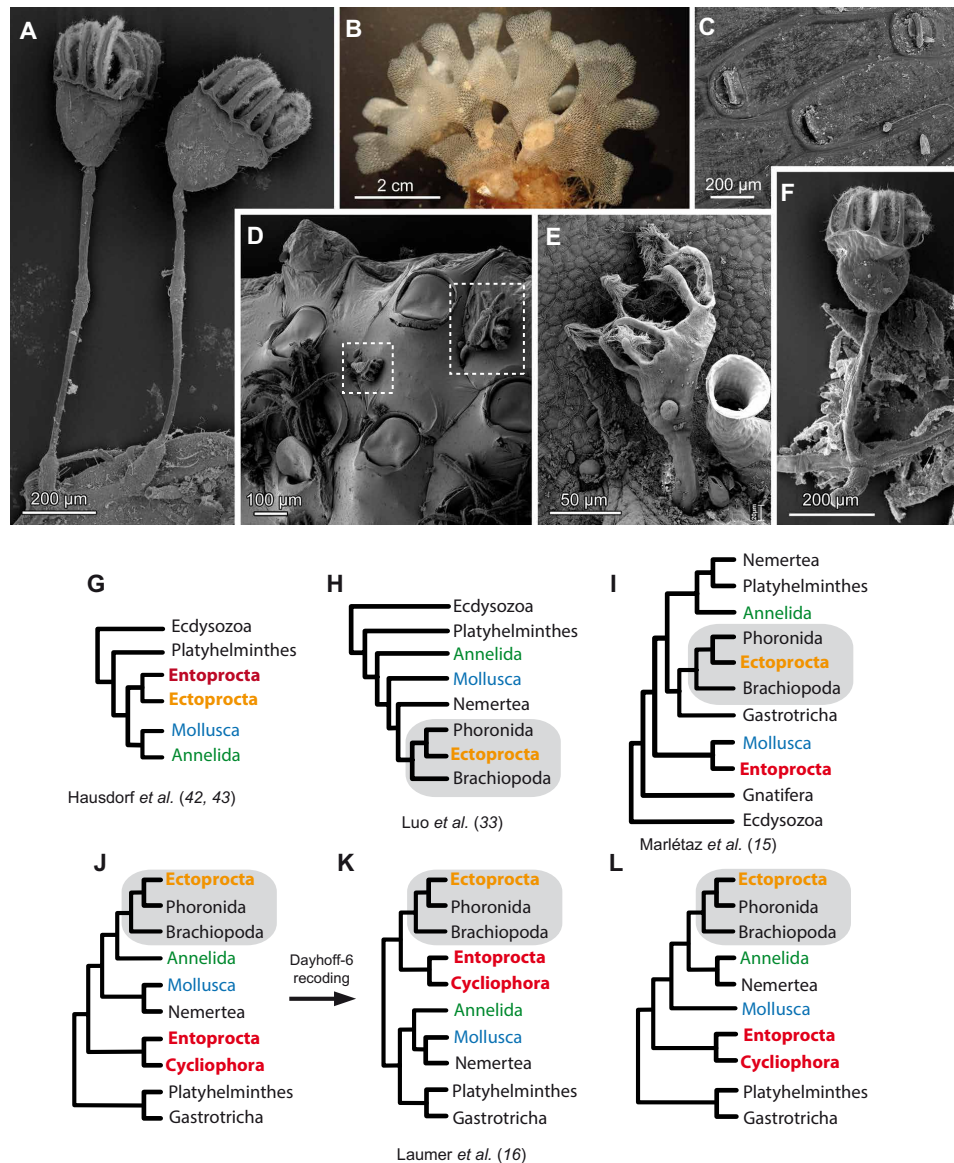 A
B
C
2 cm
200 µm
F
D
E
200 µm
100 µm
50 µm
200 µm
G
Ecdysozoa
Platyhelminthes
Entoprocta
Ectoprocta
Mollusca
Annelida
Hausdorf et al. (42, 43)
H
Ecdysozoa
Platyhelminthes
Annelida
Mollusca
Nemertea
Phoronida
Ectoprocta
Brachiopoda
Luo et al. (33)
I
Nemertea
Platyhelminthes
Annelida
Phoronida
Ectoprocta
Brachiopoda
Gastrotricha
Mollusca
Entoprocta
Gnatifera
Ecdysozoa
Marlétaz et al. (15)
J
Ectoprocta
Phoronida
Brachiopoda
Annelida
Mollusca
Nemertea
Entoprocta
Cycliophora
Platyhelminthes
Gastrotricha
Dayhoff-6
recoding
K
Ectoprocta
Phoronida
Brachiopoda
Entoprocta
Cycliophora
Annelida
Mollusca
Nemertea
Platyhelminthes
Gastrotricha
Laumer et al. (16)
L
Ectoprocta
Phoronida
Brachiopoda
Annelida
Nemertea
Mollusca
Entoprocta
Cycliophora
Platyhelminthes
Gastrotricha